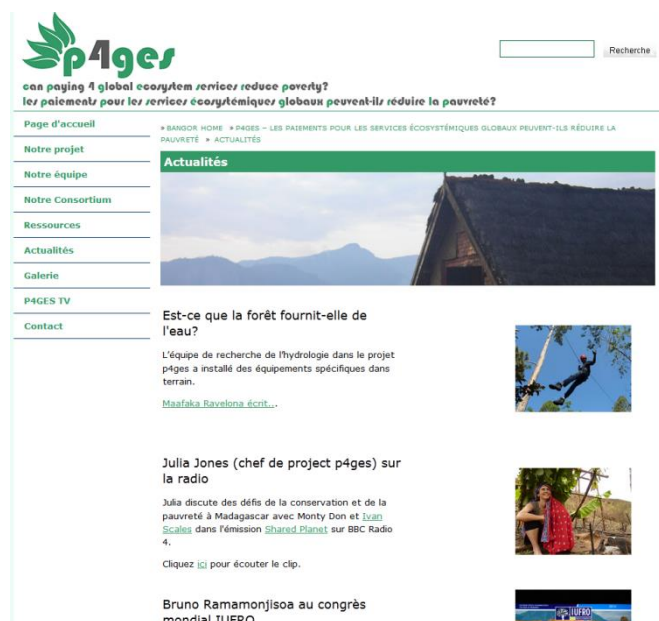 p4ges
Recherche
can paying 4 global ecosystem services reduce poverty?
les paiements pour les services écosystémiques globaux peuvent-ils réduire la pauvreté?
Page d'accueil
Notre projet
Notre équipe
Notre Consortium
Ressources
Actualités
Galerie
P4GES TV
Contact
» BANGOR HOME » P4GES – LES PAIEMENTS POUR LES SERVICES ÉCOSYSTÉMIQUES GLOBAUX PEUVENT-ILS RÉDUIRE LA
PAUVRETÉ » ACTUALITÉS
Actualités
Est-ce que la forêt fournit-elle de
l'eau?
L'équipe de recherche de l'hydrologie dans le projet
p4ges a installé des équipements spécifiques dans
terrain.
Maafaka Ravelona écrit...
Julia Jones (chef de project p4ges) sur
la radio
Julia discute des défis de la conservation et de la
pauvreté à Madagascar avec Monty Don et Ivan
Scales dans l'émission Shared Planet sur BBC Radio
4.
Cliquez ici pour écouter le clip.
Bruno Ramamonjisoa au congrès
mondial IUFRO
IUFRO